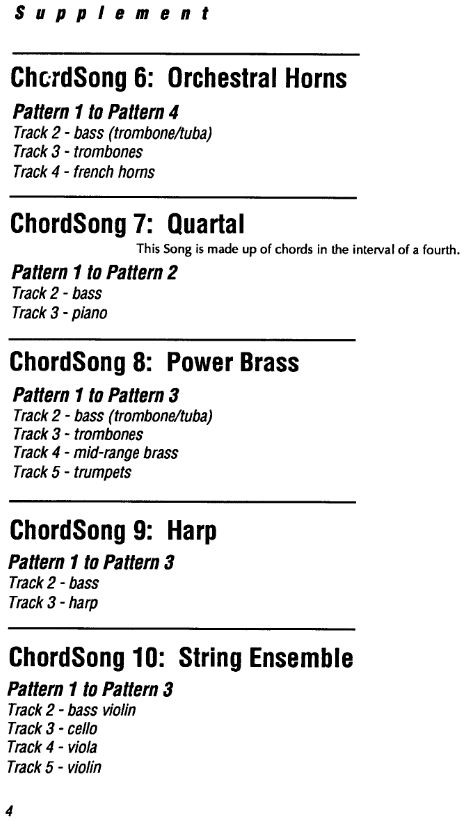 Supplement
ChordSong 6: Orchestral Horns
Pattern 1 to Pattern 4
Track 2 - bass (trombone/tuba)
Track 3 - trombones
Track 4 - french horns
ChordSong 7: Quartal
This Song is made up of chords in the interval of a fourth.
Pattern 1 to Pattern 2
Track 2 - bass
Track 3 - piano
ChordSong 8: Power Brass
Pattern 1 to Pattern 3
Track 2 - bass (trombone/tuba)
Track 3 - trombones
Track 4 - mid-range brass
Track 5 - trumpets
ChordSong 9: Harp
Pattern 1 to Pattern 3
Track 2 - bass
Track 3 - harp
ChordSong 10: String Ensemble
Pattern 1 to Pattern 3
Track 2 - bass violin
Track 3 - cello
Track 4 - viola
Track 5 - violin
4